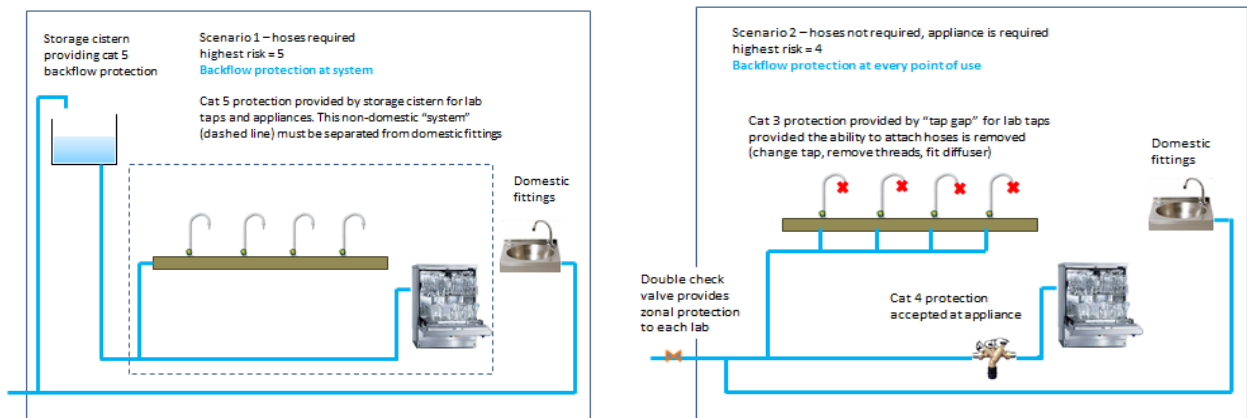 Storage cistern
providing cat 5
backflow protection
Scenario 1 – hoses required
highest risk = 5
Backflow protection at system
Cat 5 protection provided by storage cistern for lab
taps and appliances. This non-domestic “system”
(dashed line) must be separated from domestic fittings
Domestic
fittings
Scenario 2 – hoses not required, appliance is required
highest risk = 4
Backflow protection at every point of use
Cat 3 protection provided by “tap gap” for lab taps
provided the ability to attach hoses is removed
(change tap, remove threads, fit diffuser)
Domestic
fittings
Double check
valve provides
zonal protection
to each lab
Cat 4 protection
accepted at appliance